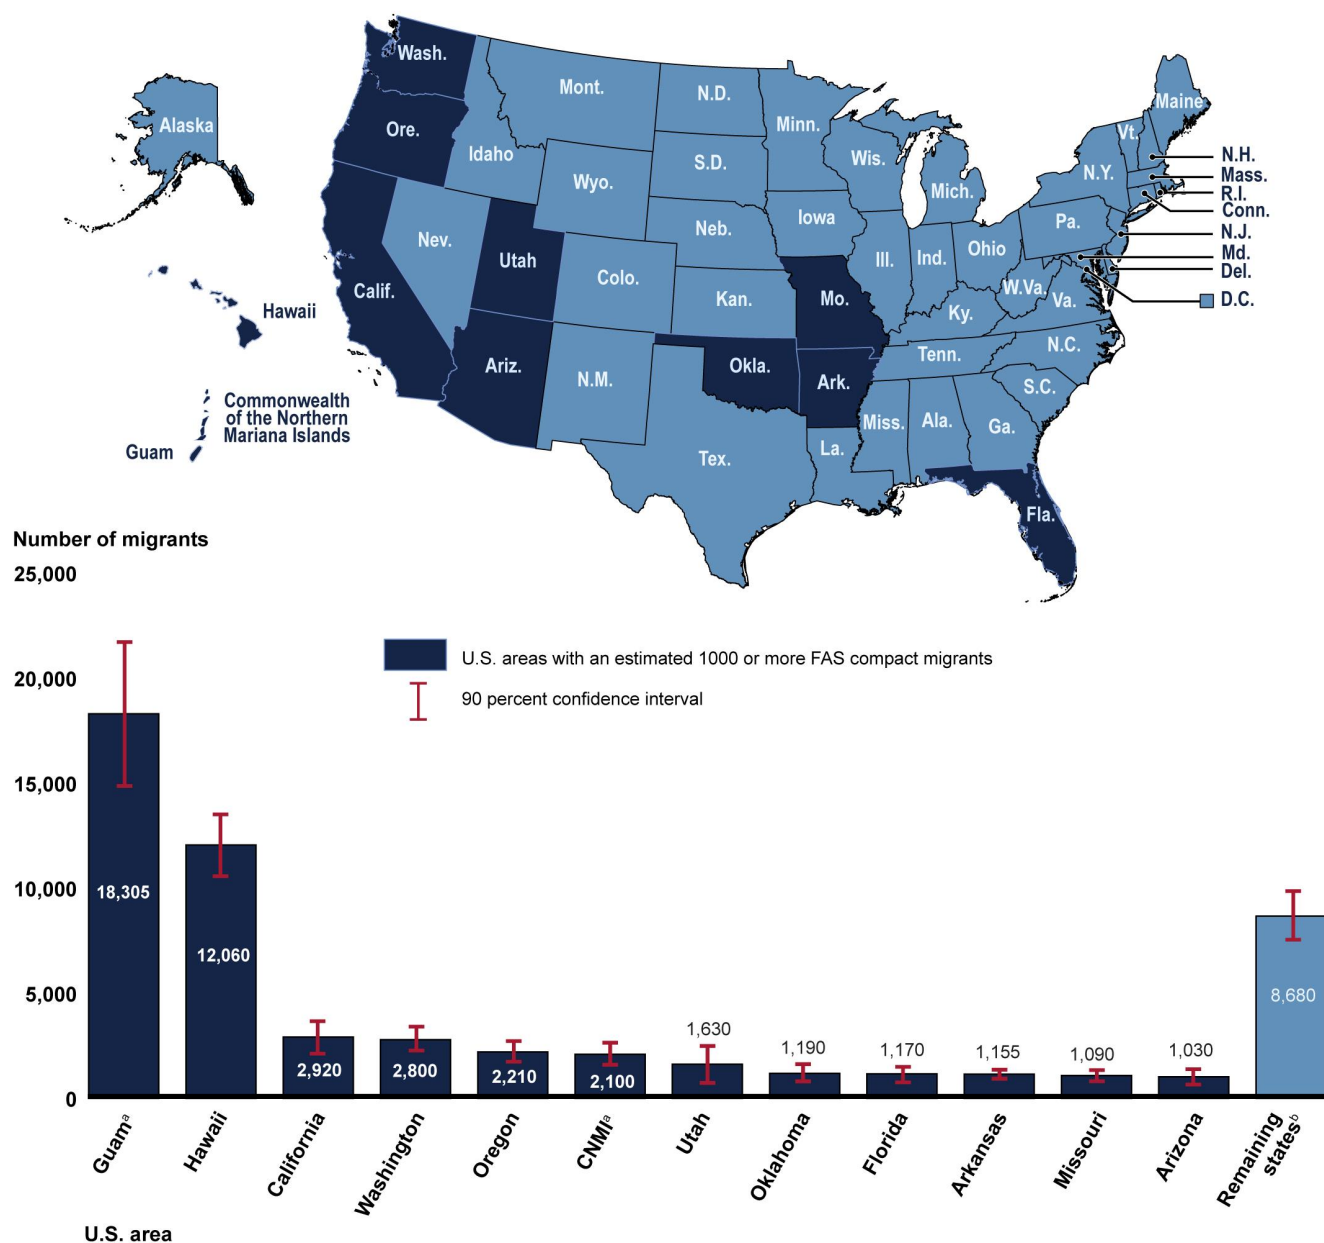 Wash.
Mont.
N.D.
Minn.
Maine
Alaska
Ore.
Idaho
S.D.
Wis.
Mich.
N.Y.
Vt.
N.H.
Mass.
R.I.
Conn.
N.J.
Md.
Del.
D.C.
Wyo.
Iowa
Neb.
Nev.
Utah
Colo.
Ill.
Ind.
Ohio
Pa.
W.Va.
Va.
Calif.
Kan.
Mo.
Ky.
Hawaii
Ariz.
N.M.
Okla.
Ark.
Tenn.
N.C.
S.C.
Miss.
Ala.
Ga.
Commonwealth
of the Northern
Mariana Islands
Guam
Tex.
La.
Fla.
Number of migrants
25,000
20,000
15,000
10,000
5,000
0
U.S. areas with an estimated 1000 or more FAS compact migrants
90 percent confidence interval
18,305
12,060
2,920
2,800
2,210
2,100
1,630
1,190
1,170
1,155
1,090
1,030
8,680
Guamᵃ
Hawaii
California
Washington
Oregon
CNMIᵃ
Utah
Oklahoma
Florida
Arkansas
Missouri
Arizona
Remaining
statesᵇ
U.S. area